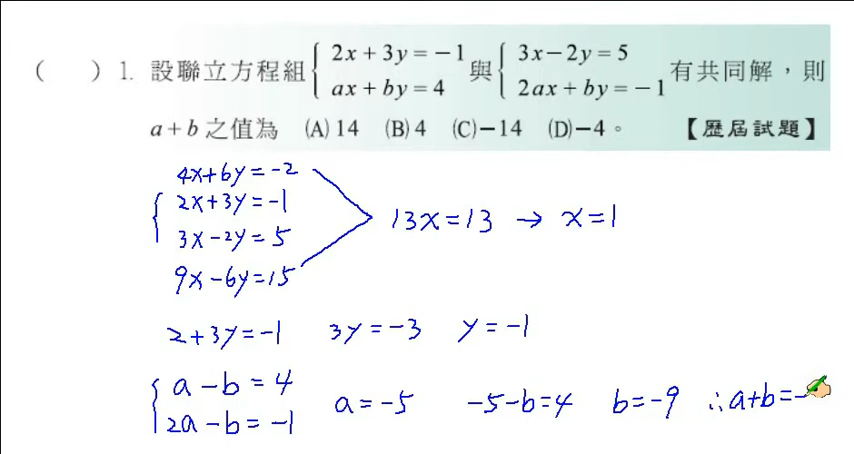 (　　) 1. 設聯立方程組{2x+3y=-1 ax+by=4 與{3x-2y=5 2ax+by=-1 有共同解，則
a+b 之值為 (A)14 (B)4 (C)-14 (D)-4。 【歷屆試題】
4x+6y=-2
2x+3y=-1
3x-2y=5
9x-6y=15
13x=13 → x=1
2+3y=-1 3y=-3 y=-1
a-b=4
2a-b=-1
a=-5 -5-b=4 b=-9 ∴a+b=-